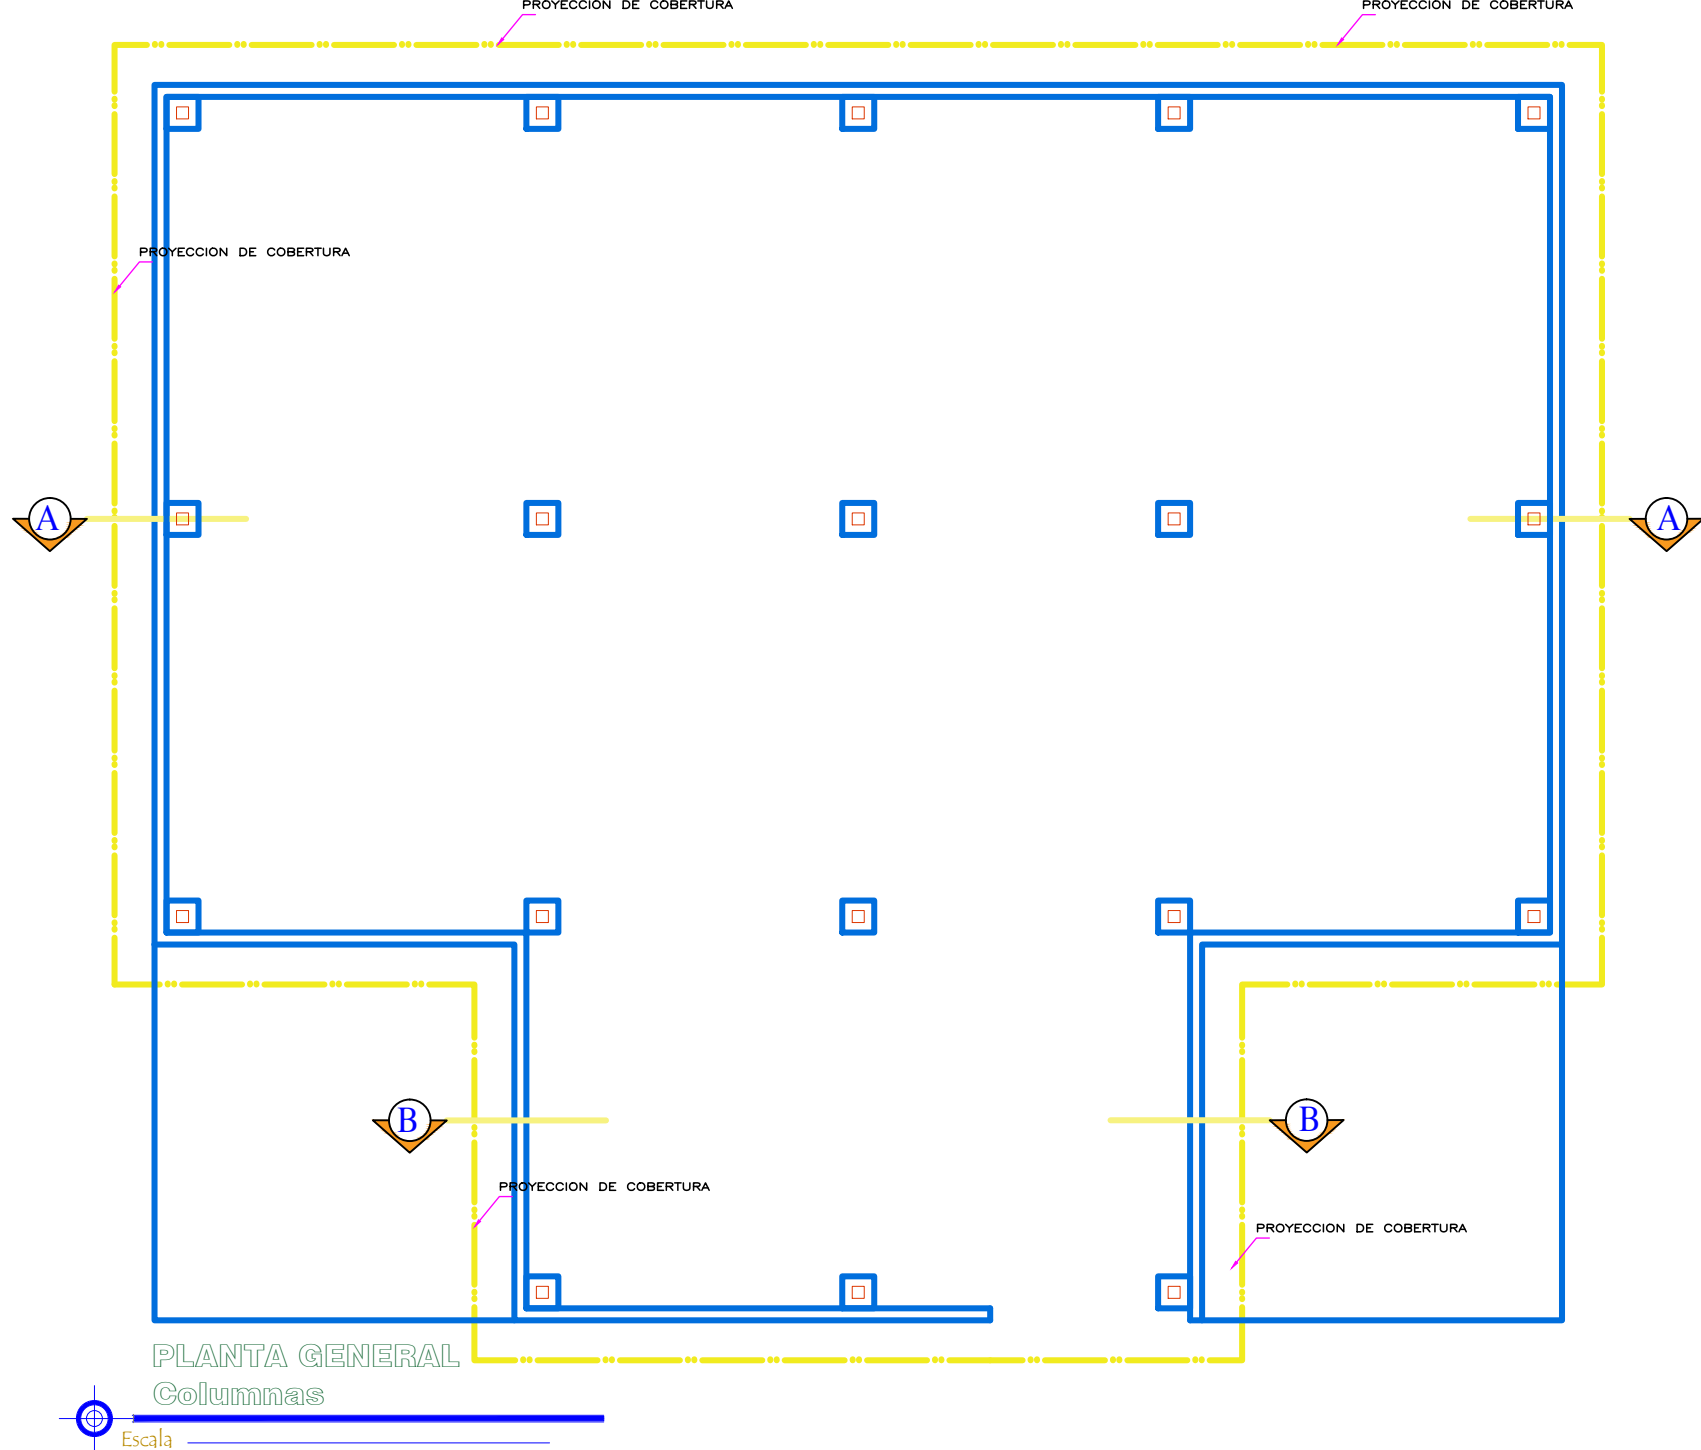 PROYECCION DE COBERTURA
PROYECCION DE COBERTURA
PROYECCION DE COBERTURA
A
A
B
B
PROYECCION DE COBERTURA
PROYECCION DE COBERTURA
PLANTA GENERAL
Columnas
Escala